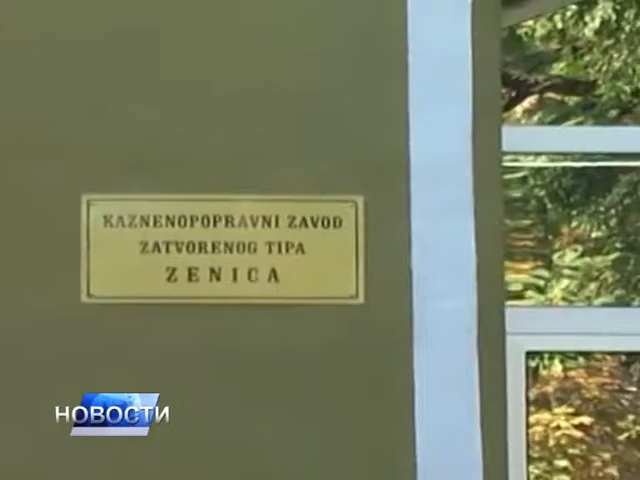 KAZNENOPOPRAVNI ZAVOD
ZATVORENOG TIPA
ZENICA
НОВОСТИ